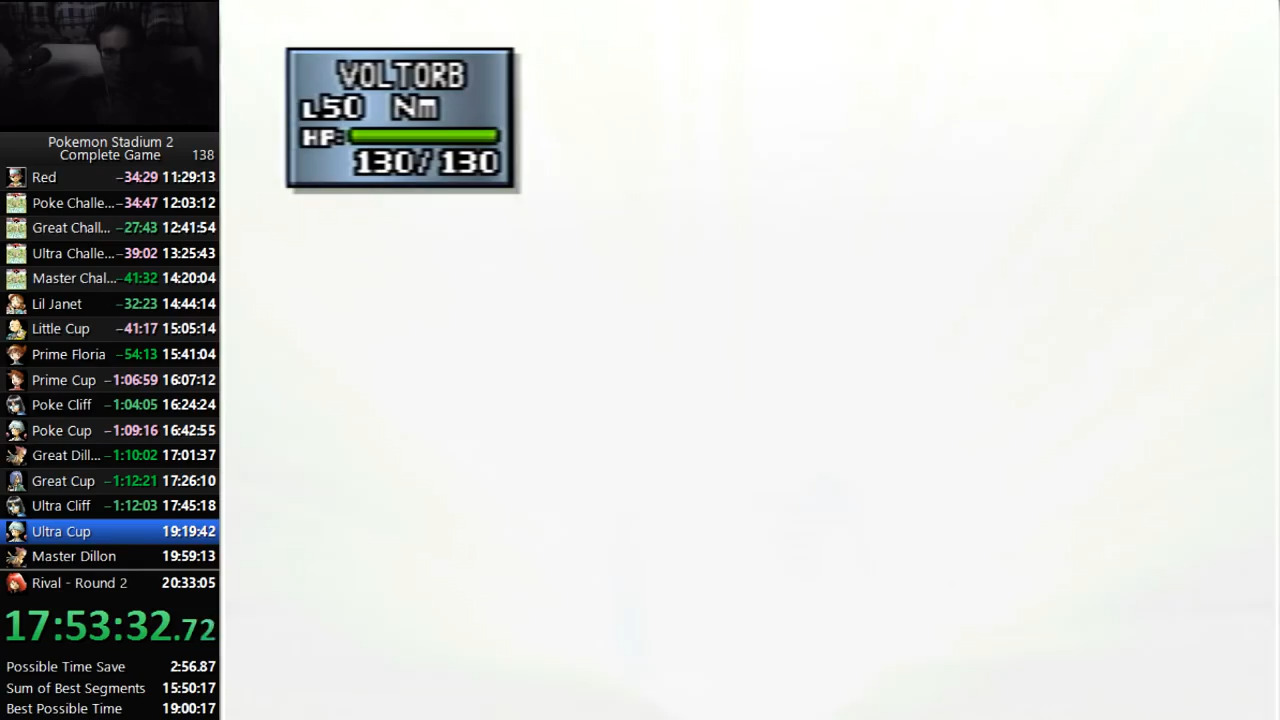 VOLTORB
L50 Nm
HP:
130/130
Pokemon Stadium 2
Complete Game 138
Red −34:29 11:29:13
Poke Challe... −34:47 12:03:12
Great Chall... −27:43 12:41:54
Ultra Challe... −39:02 13:25:43
Master Chal... −41:32 14:20:04
Lil Janet −32:23 14:44:14
Little Cup −41:17 15:05:14
Prime Floria −54:13 15:41:04
Prime Cup −1:06:59 16:07:12
Poke Cliff −1:04:05 16:24:24
Poke Cup −1:09:16 16:42:55
Great Dill... −1:10:02 17:01:37
Great Cup −1:12:21 17:26:10
Ultra Cliff −1:12:03 17:45:18
Ultra Cup 19:19:42
Master Dillon 19:59:13
Rival - Round 2 20:33:05
17:53:32.72
Possible Time Save 2:56.87
Sum of Best Segments 15:50:17
Best Possible Time 19:00:17